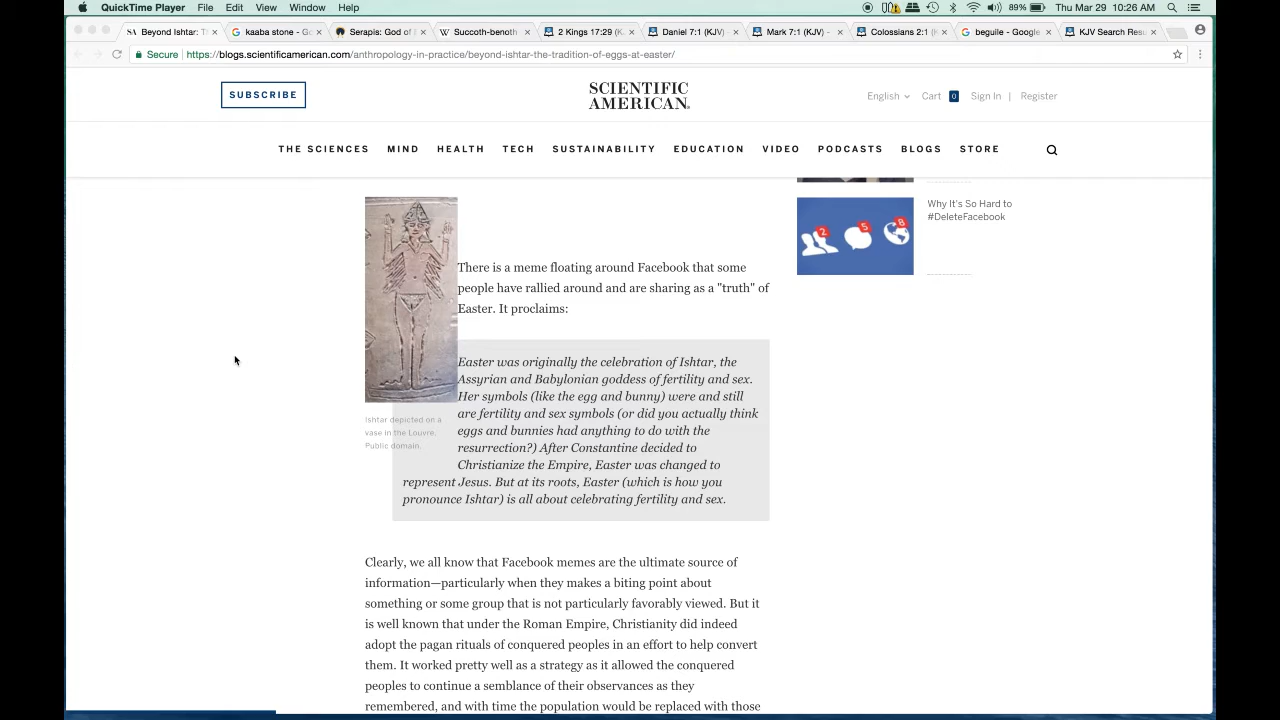 QuickTime Player File Edit View Window Help 89% Thu Mar 29 10:26 AM
Beyond Ishtar: T kaaba stone - G Serapis: God of Succoth-benoth 2 Kings 17:29 (K Daniel 7:1 (KJV) Mark 7:1 (KJV) - Colossians 2:1 ( beguile - Google KJV Search Res
Secure https://blogs.scientificamerican.com/anthropology-in-practice/beyond-ishtar-the-tradition-of-eggs-at-easter/
SUBSCRIBE
SCIENTIFIC
AMERICAN
English Cart 0 Sign In | Register
THE SCIENCES MIND HEALTH TECH SUSTAINABILITY EDUCATION VIDEO PODCASTS BLOGS STORE
Why It's So Hard to
#DeleteFacebook
2 5 8
There is a meme floating around Facebook that some
people have rallied around and are sharing as a "truth" of
Easter. It proclaims:
Easter was originally the celebration of Ishtar, the
Assyrian and Babylonian goddess of fertility and sex.
Her symbols (like the egg and bunny) were and still
are fertility and sex symbols (or did you actually think
eggs and bunnies had anything to do with the
resurrection?) After Constantine decided to
Christianize the Empire, Easter was changed to
represent Jesus. But at its roots, Easter (which is how you
pronounce Ishtar) is all about celebrating fertility and sex.
Ishtar depicted on a
vase in the Louvre.
Public domain.
Clearly, we all know that Facebook memes are the ultimate source of
information—particularly when they makes a biting point about
something or some group that is not particularly favorably viewed. But it
is well known that under the Roman Empire, Christianity did indeed
adopt the pagan rituals of conquered peoples in an effort to help convert
them. It worked pretty well as a strategy as it allowed the conquered
peoples to continue a semblance of their observances as they
remembered, and with time the population would be replaced with those